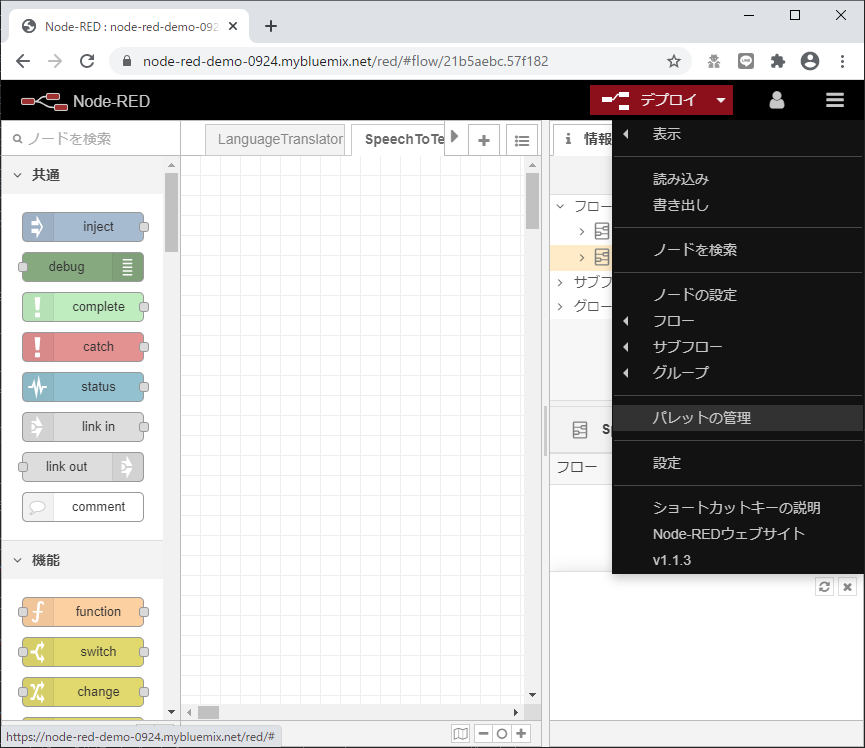 Node-RED : node-red-demo-092
node-red-demo-0924.mybluemix.net/red/#flow/21b5aebc.57f182
Node-RED
デプロイ
ノードを検索
LanguageTranslator
SpeechToTe
情報
共通
inject
debug
complete
catch
status
link in
link out
comment
機能
function
switch
change
フロー
サブフ
グロー
フロー
表示
読み込み
書き出し
ノードを検索
ノードの設定
フロー
サブフロー
グループ
パレットの管理
設定
ショートカットキーの説明
Node-REDウェブサイト
v1.1.3
https://node-red-demo-0924.mybluemix.net/red/#